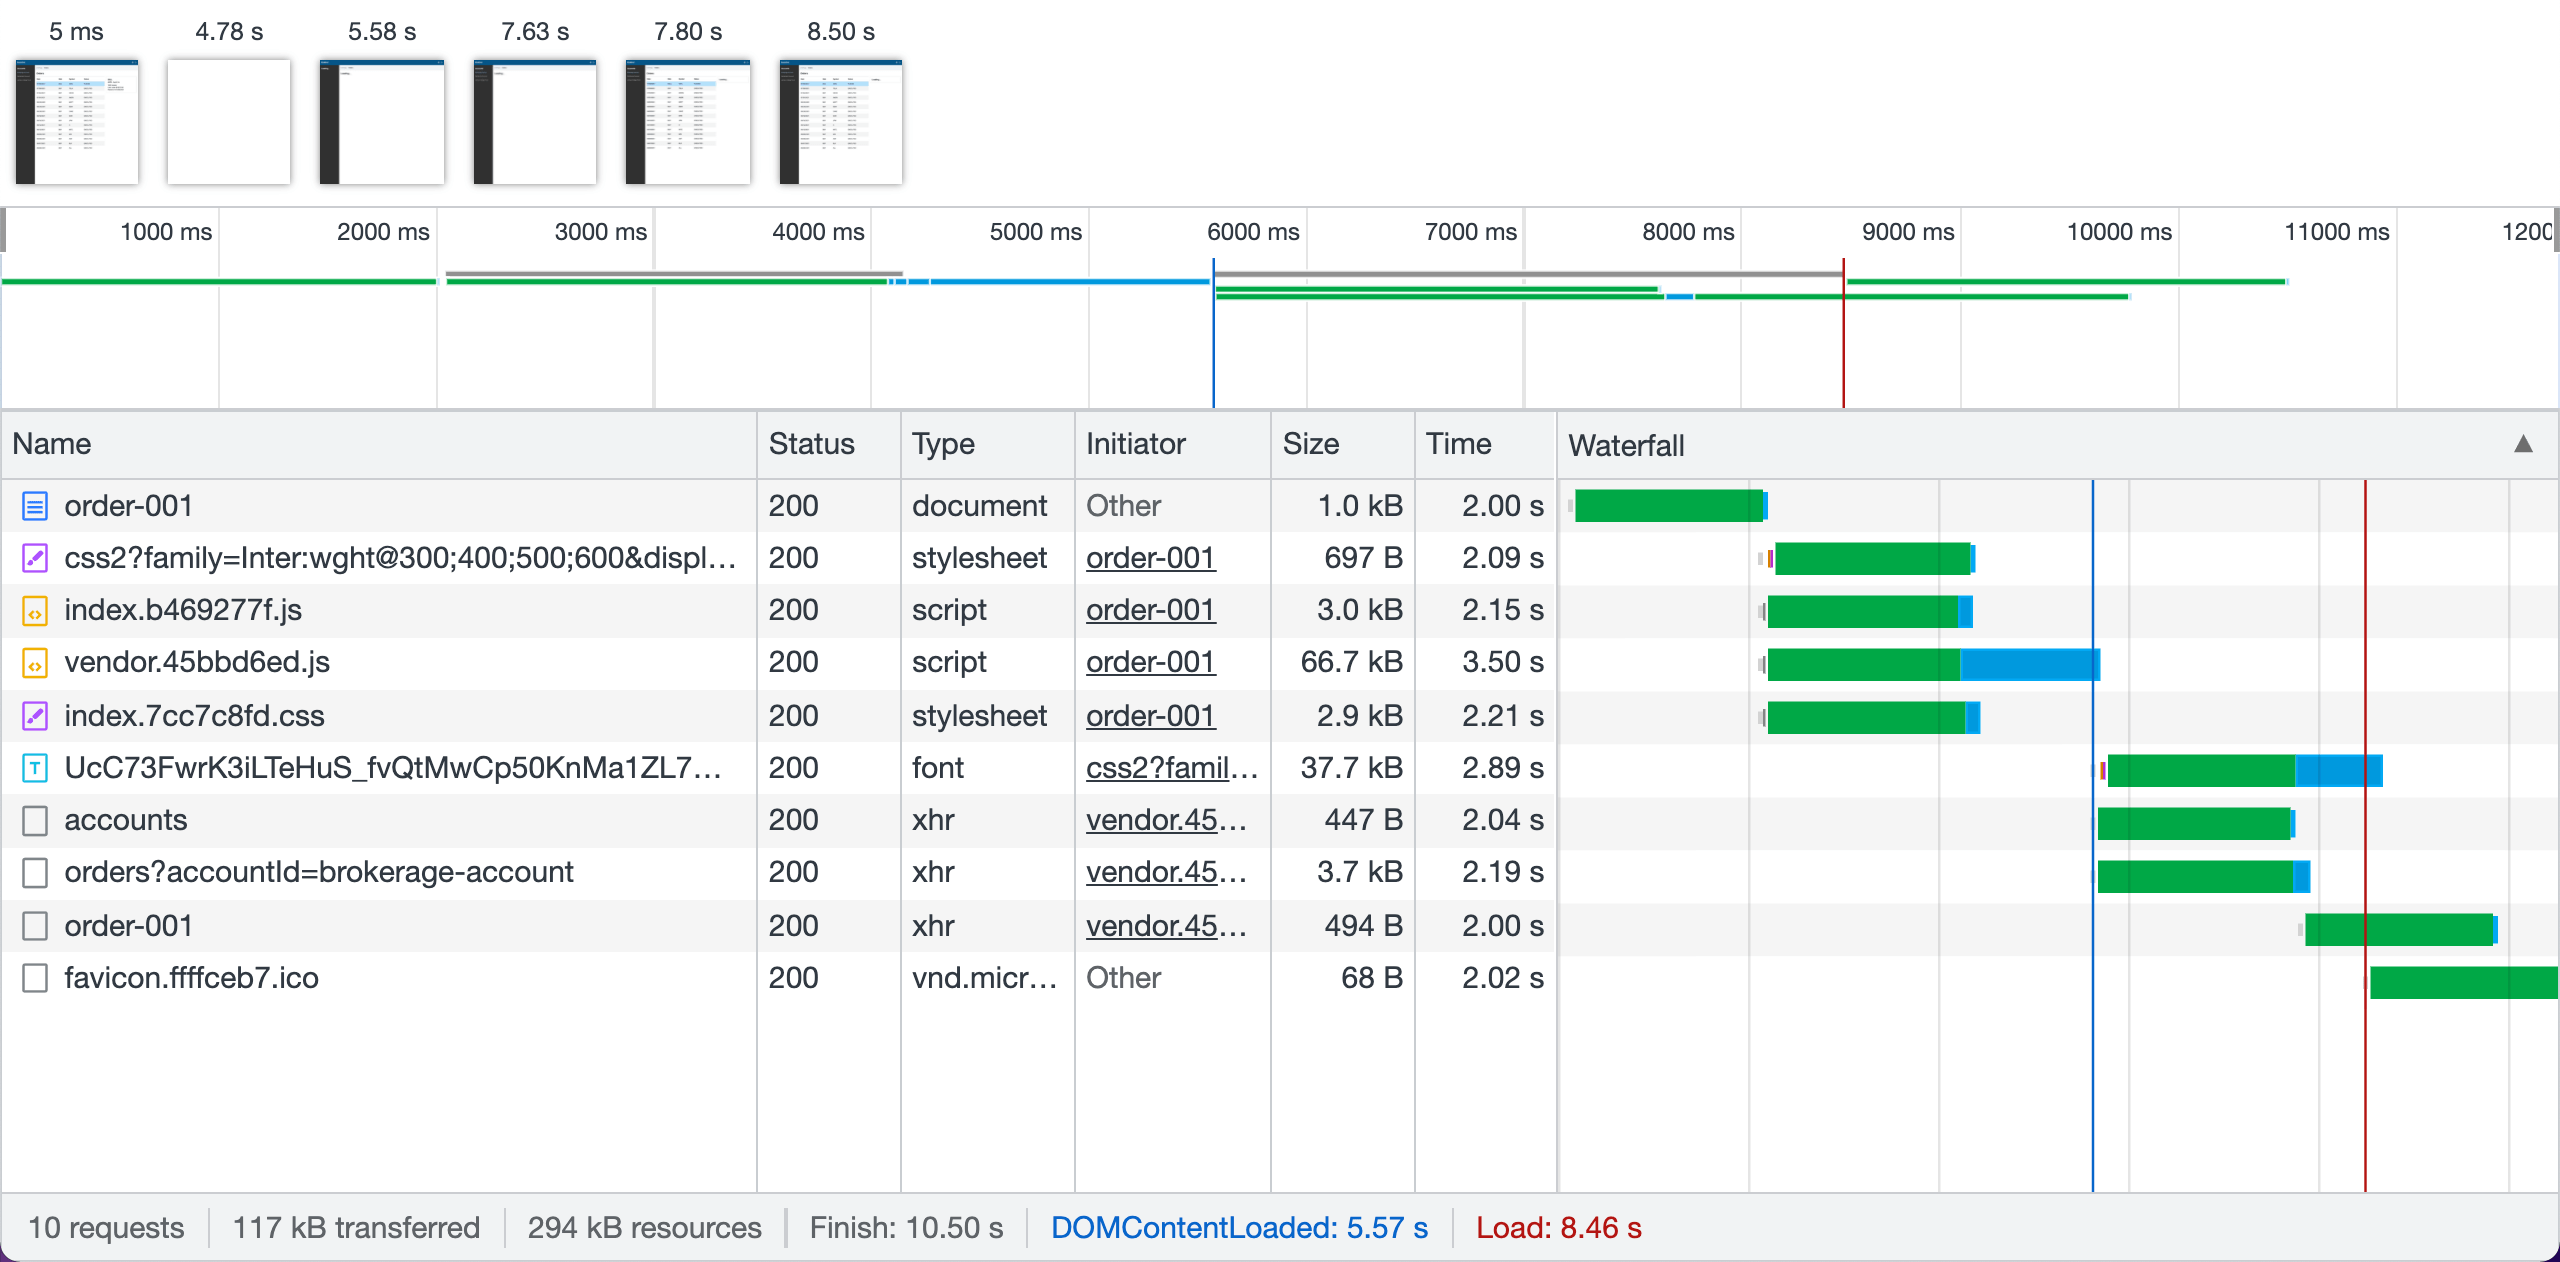 5 ms 4.78 s 5.58 s 7.63 s 7.80 s 8.50 s
1000 ms 2000 ms 3000 ms 4000 ms 5000 ms 6000 ms 7000 ms 8000 ms 9000 ms 10000 ms 11000 ms 1200
Name Status Type Initiator Size Time Waterfall ▲
order-001 200 document Other 1.0 kB 2.00 s
css2?family=Inter:wght@300;400;500;600&displ… 200 stylesheet order-001 697 B 2.09 s
index.b469277f.js 200 script order-001 3.0 kB 2.15 s
vendor.45bbd6ed.js 200 script order-001 66.7 kB 3.50 s
index.7cc7c8fd.css 200 stylesheet order-001 2.9 kB 2.21 s
UcC73FwrK3iLTeHuS_fvQtMwCp50KnMa1ZL7… 200 font css2?famil… 37.7 kB 2.89 s
accounts 200 xhr vendor.45… 447 B 2.04 s
orders?accountId=brokerage-account 200 xhr vendor.45… 3.7 kB 2.19 s
order-001 200 xhr vendor.45… 494 B 2.00 s
favicon.ffffceb7.ico 200 vnd.micr… Other 68 B 2.02 s
10 requests 117 kB transferred 294 kB resources Finish: 10.50 s DOMContentLoaded: 5.57 s Load: 8.46 s